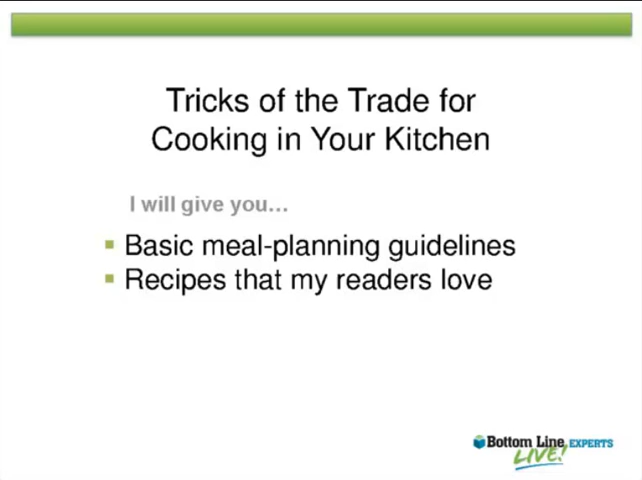 Tricks of the Trade for
Cooking in Your Kitchen
I will give you...
Basic meal-planning guidelines
Recipes that my readers love
Bottom Line EXPERTS
LIVE!